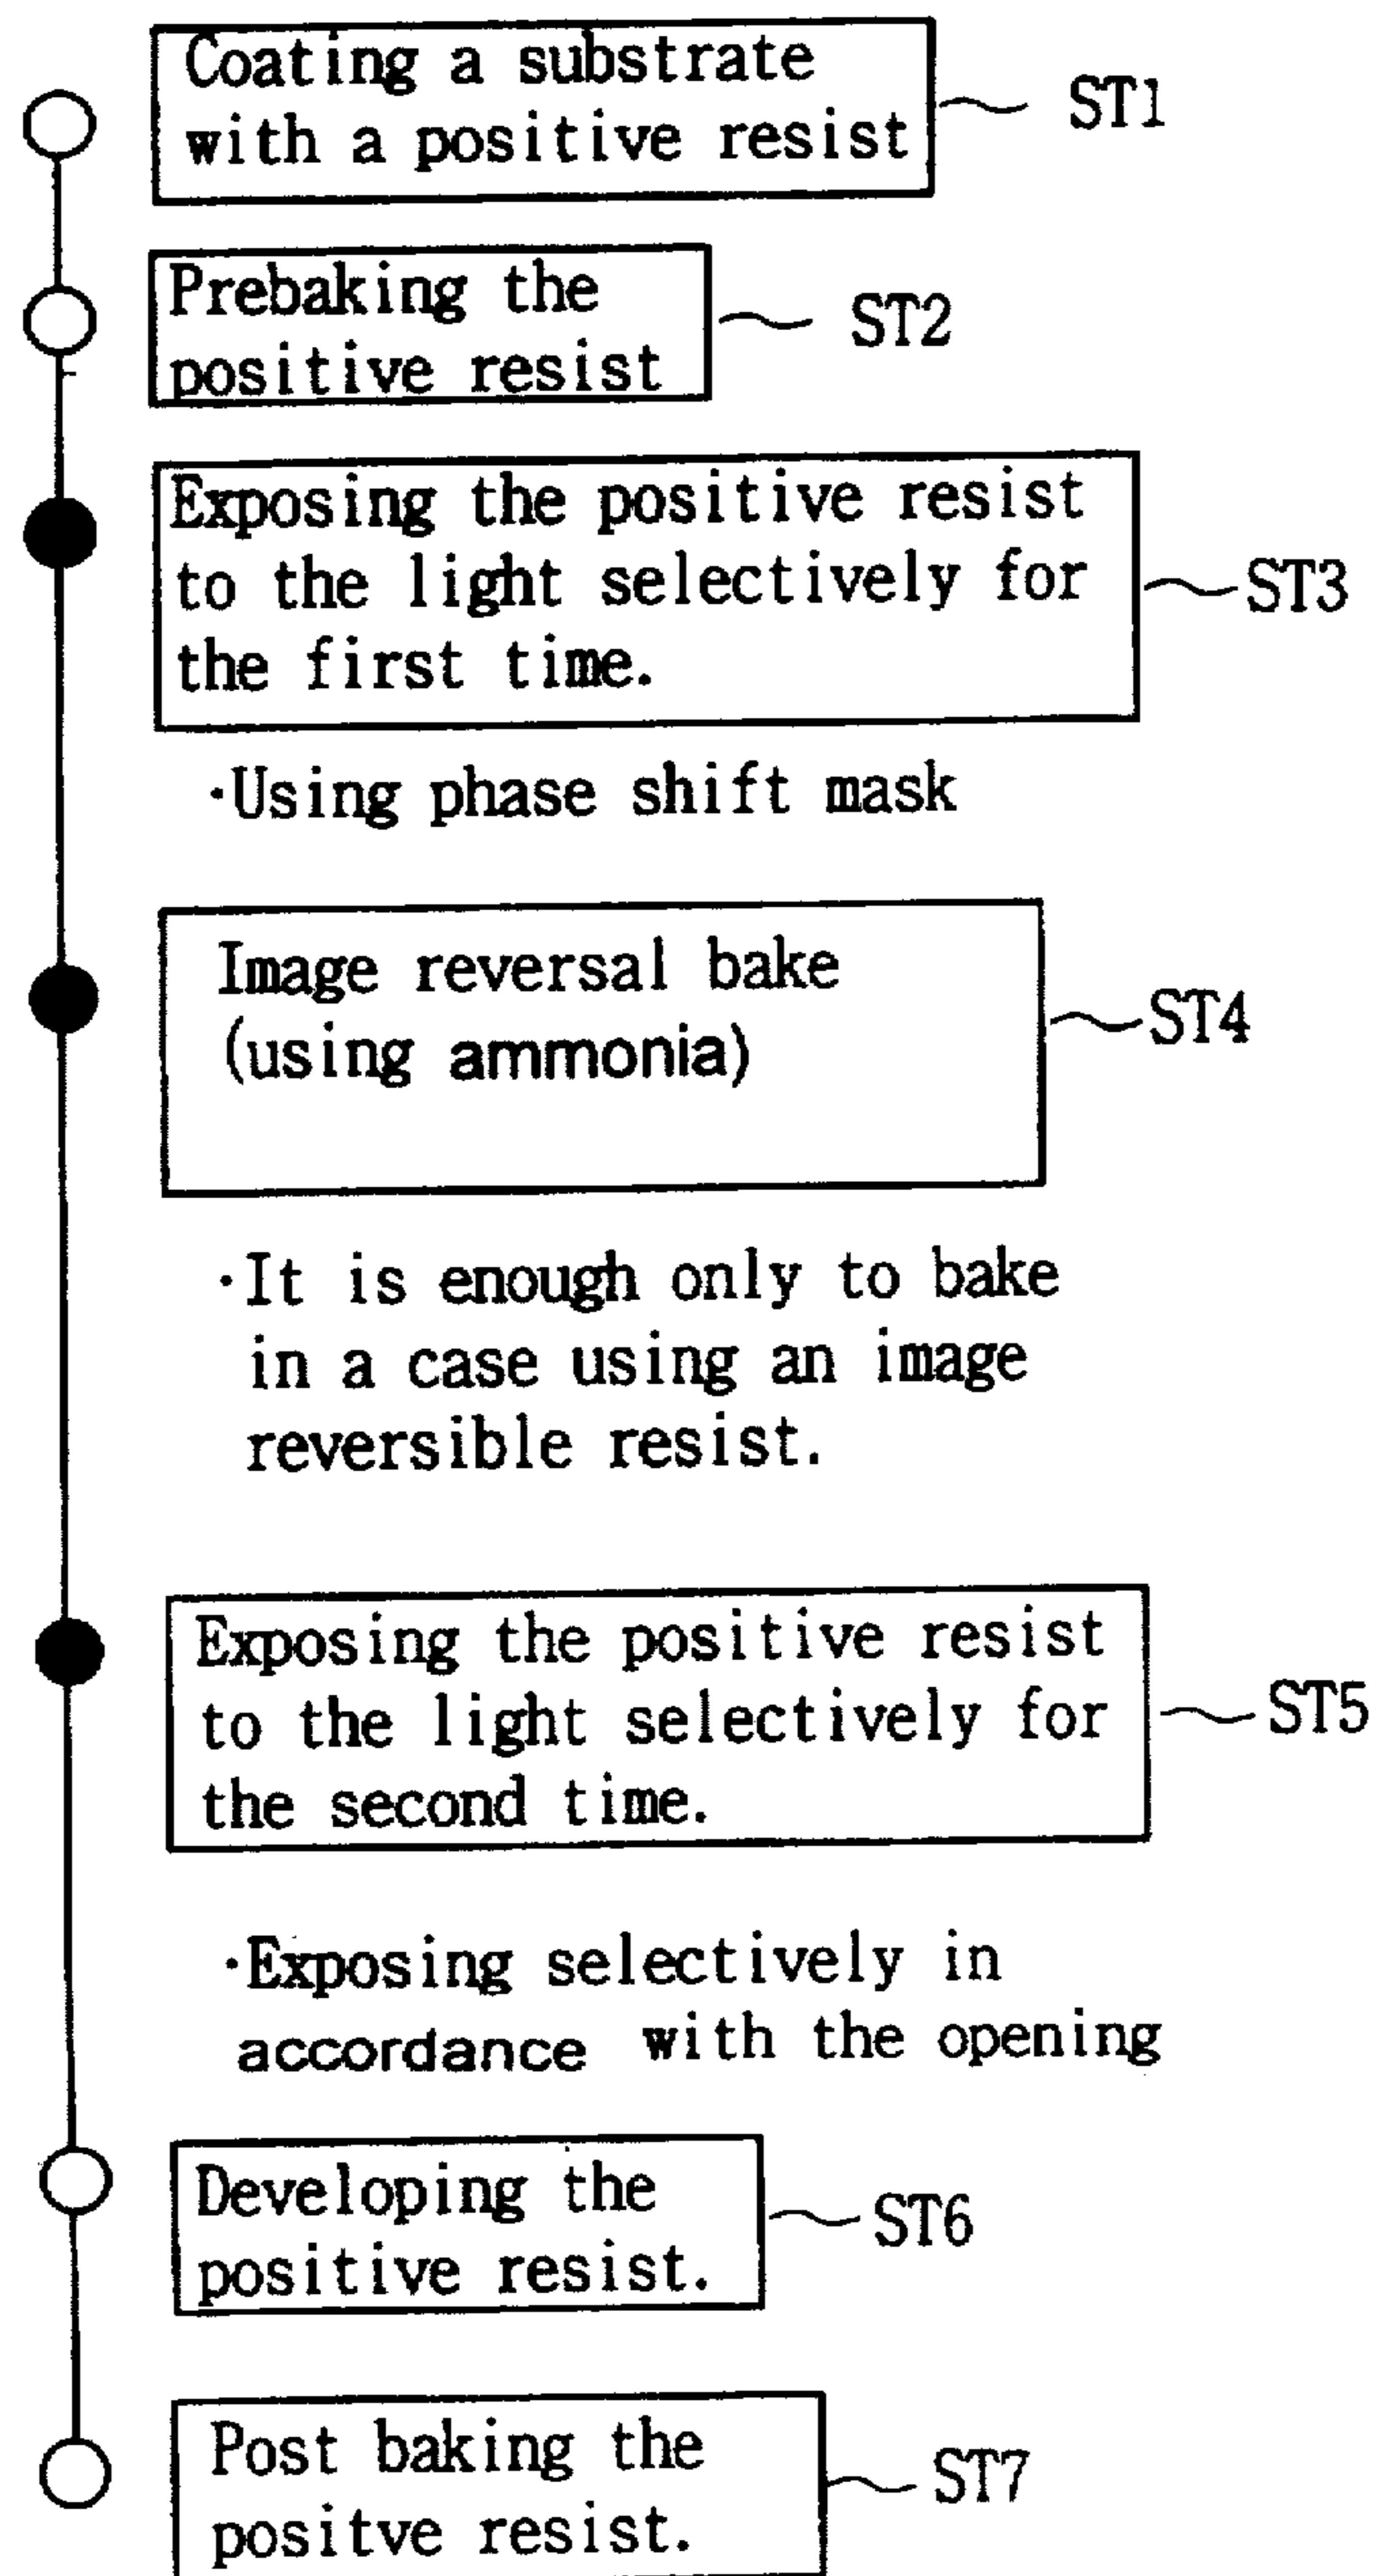 Coating a substrate
with a positive resist
ST1
Prebaking the
positive resist
ST2
Exposing the positive resist
to the light selectively for
the first time.
ST3
·Using phase shift mask
Image reversal bake
(using ammonia)
ST4
·It is enough only to bake
in a case using an image
reversible resist.
Exposing the positive resist
to the light selectively for
the second time.
ST5
·Exposing selectively in
accordance with the opening
Developing the
positive resist.
ST6
Post baking the
positve resist.
ST7